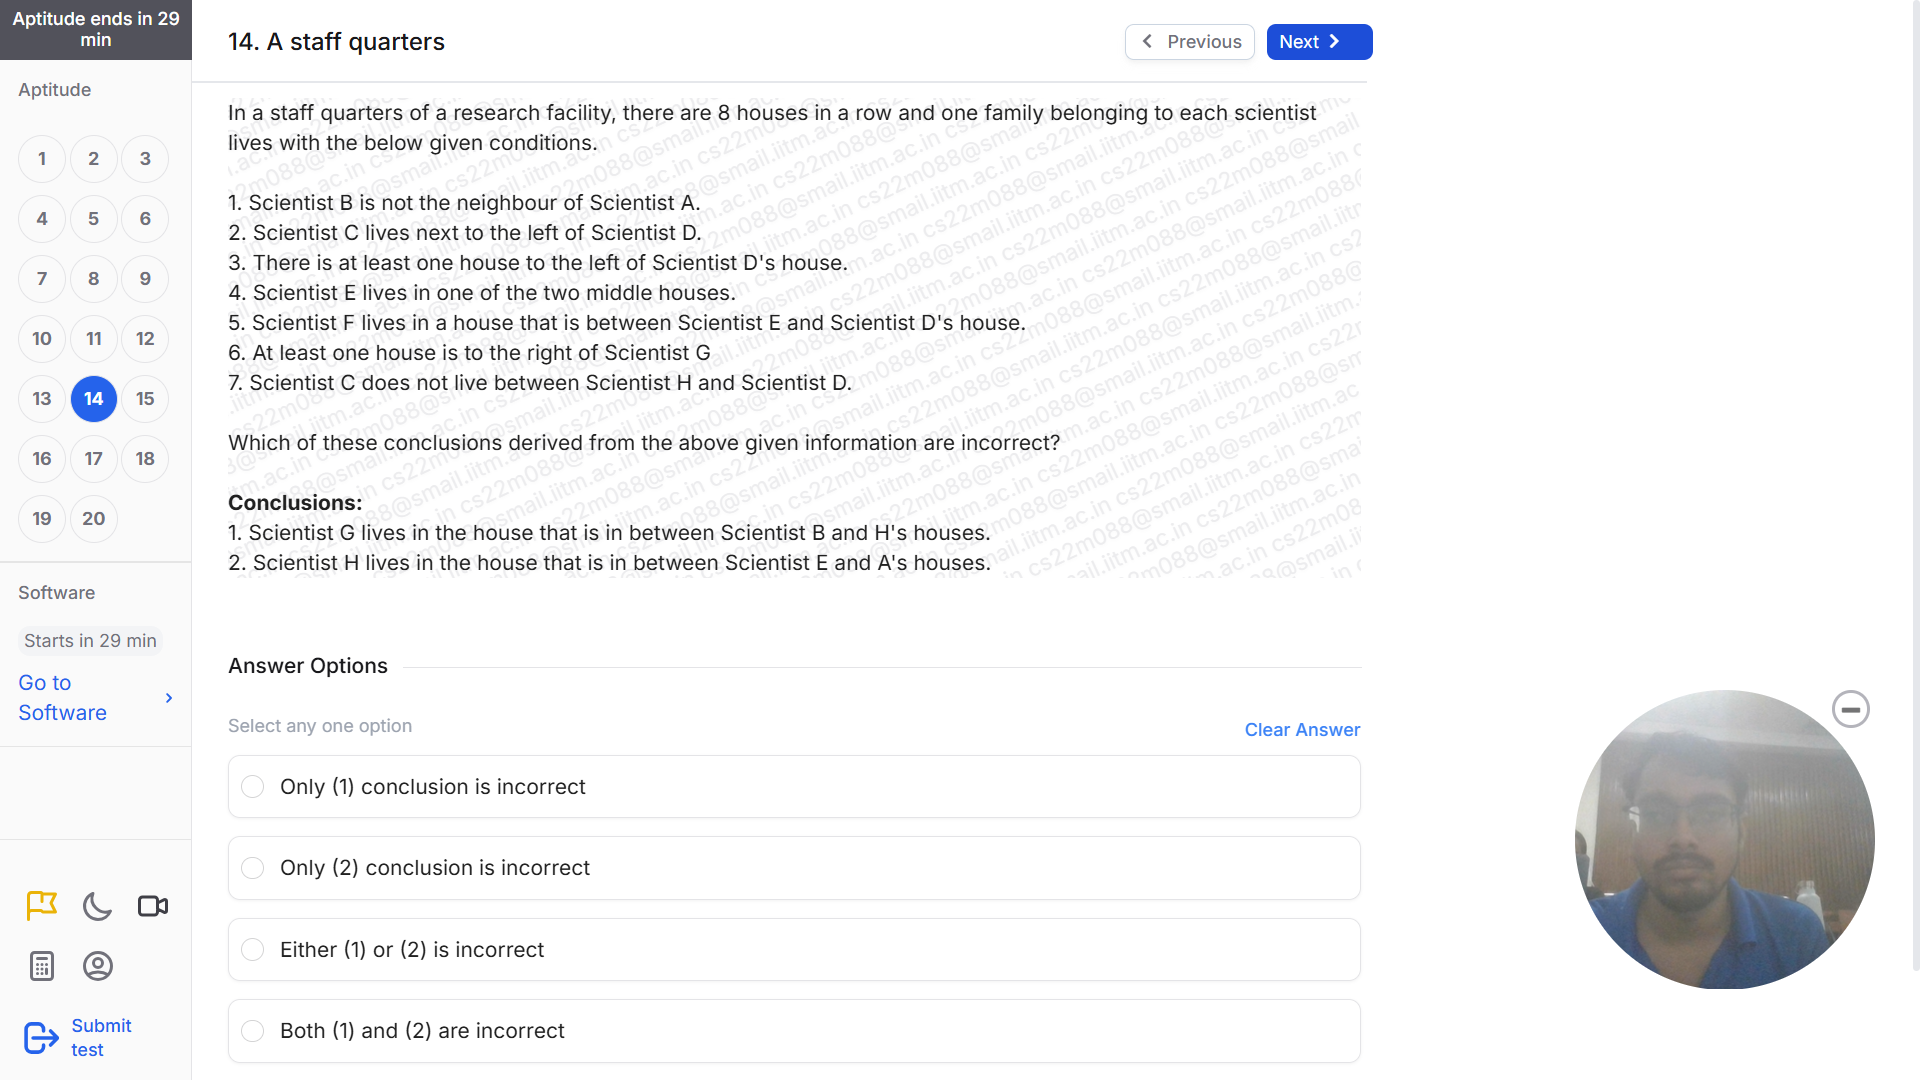 Aptitude ends in 29
min
Aptitude
1 2 3
4 5 6
7 8 9
10 11 12
13 14 15
16 17 18
19 20
Software
Starts in 29 min
Go to
Software
Submit
test
14. A staff quarters
Previous
Next
In a staff quarters of a research facility, there are 8 houses in a row and one family belonging to each scientist
lives with the below given conditions.
1. Scientist B is not the neighbour of Scientist A.
2. Scientist C lives next to the left of Scientist D.
3. There is at least one house to the left of Scientist D's house.
4. Scientist E lives in one of the two middle houses.
5. Scientist F lives in a house that is between Scientist E and Scientist D's house.
6. At least one house is to the right of Scientist G
7. Scientist C does not live between Scientist H and Scientist D.
Which of these conclusions derived from the above given information are incorrect?
Conclusions:
1. Scientist G lives in the house that is in between Scientist B and H's houses.
2. Scientist H lives in the house that is in between Scientist E and A's houses.
cs22m088@smail.iitm.ac.in
Answer Options
Select any one option
Clear Answer
Only (1) conclusion is incorrect
Only (2) conclusion is incorrect
Either (1) or (2) is incorrect
Both (1) and (2) are incorrect